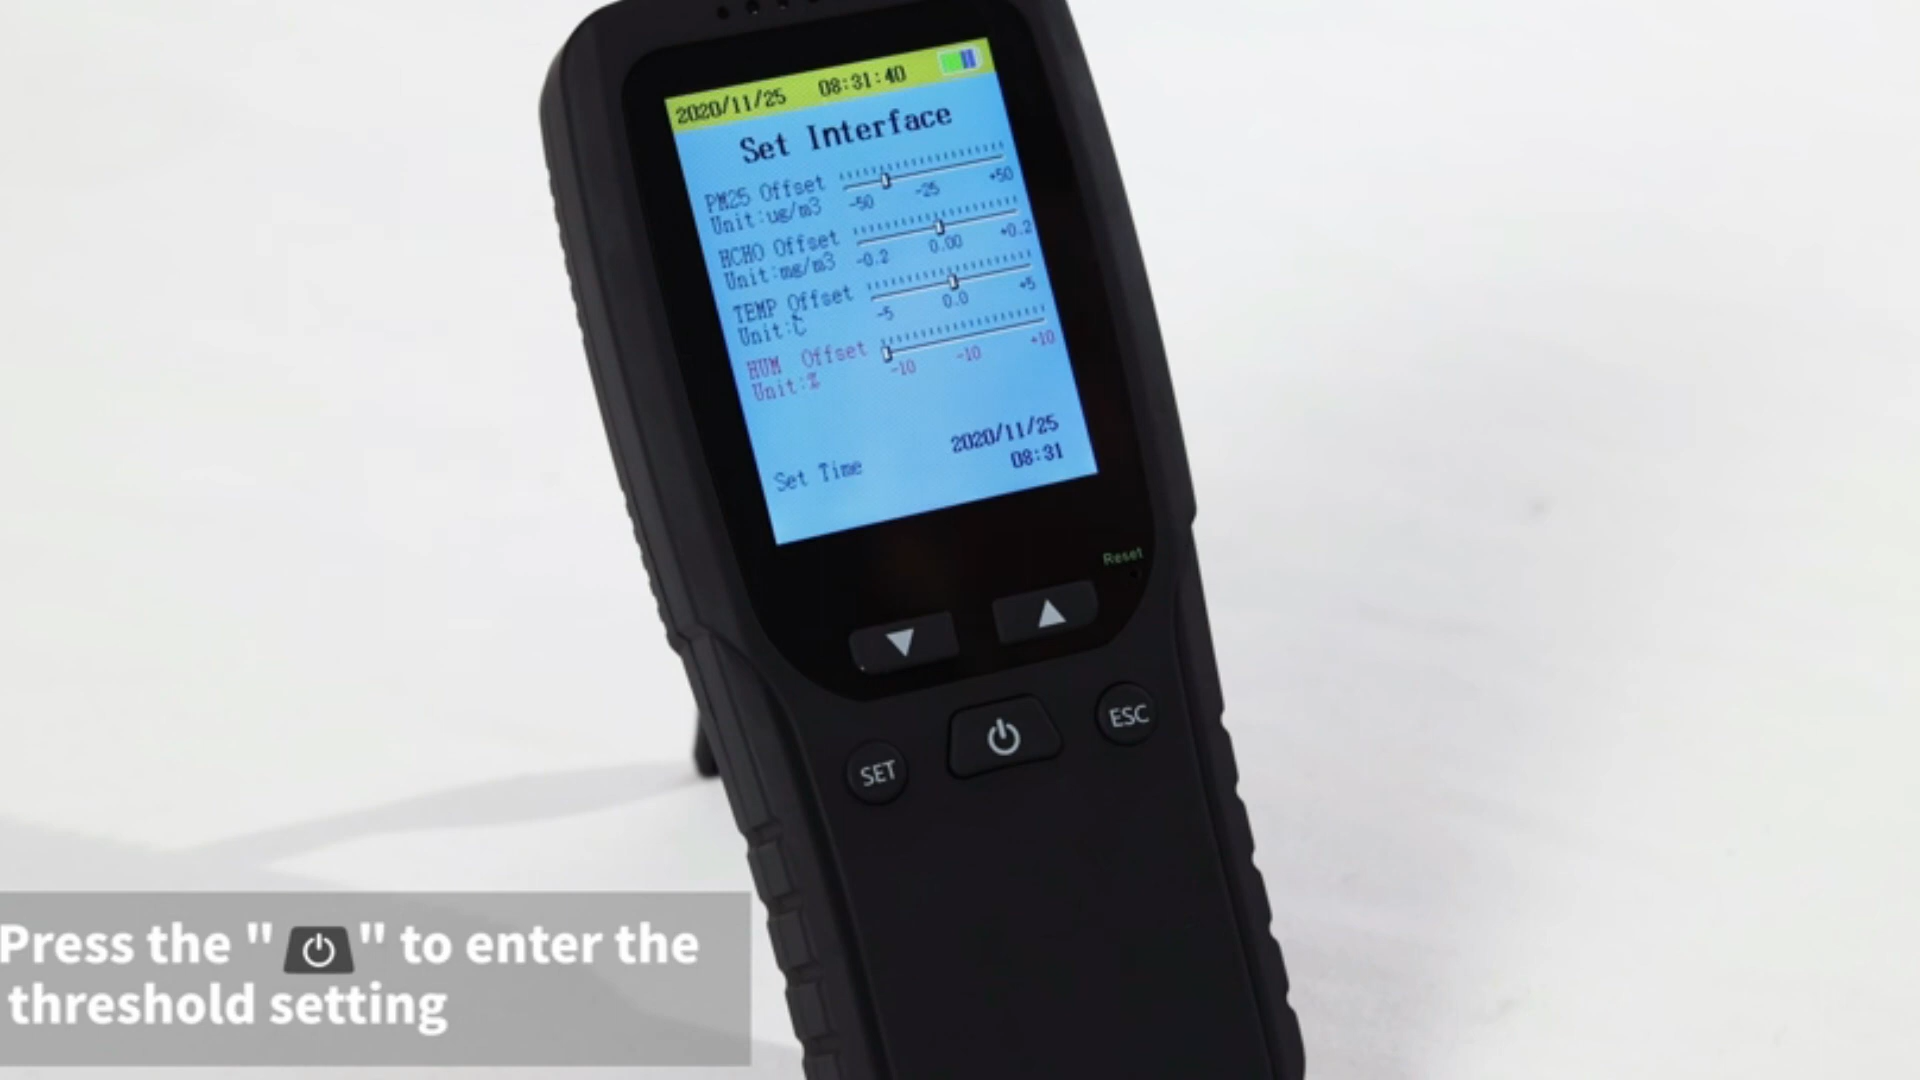 2020/11/25 08:31:40
Set Interface
PM25 Offset
Unit:ug/m3
-50 -25 +50
HCHO Offset
Unit:mg/m3
-0.2 0.00 +0.2
TEMP Offset
Unit:℃
-5 0.0 +5
HUM Offset
Unit:%
-10 -10 +10
Set Time
2020/11/25
08:31
Reset
SET
ESC
Press the " " to enter the
threshold setting